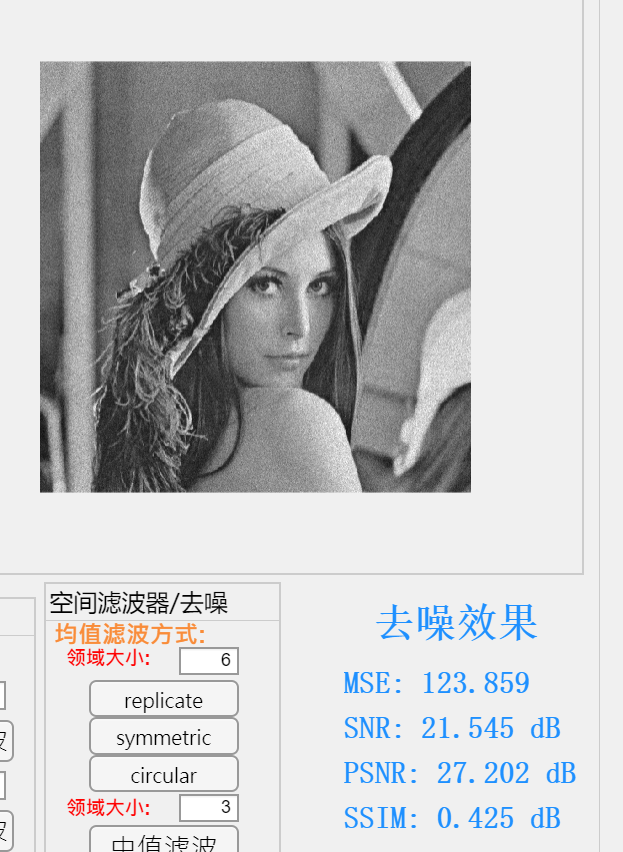 空间滤波器/去噪
均值滤波方式:
领域大小: 6
replicate
symmetric
circular
领域大小: 3
中值滤波
去噪效果
MSE: 123.859
SNR: 21.545 dB
PSNR: 27.202 dB
SSIM: 0.425 dB